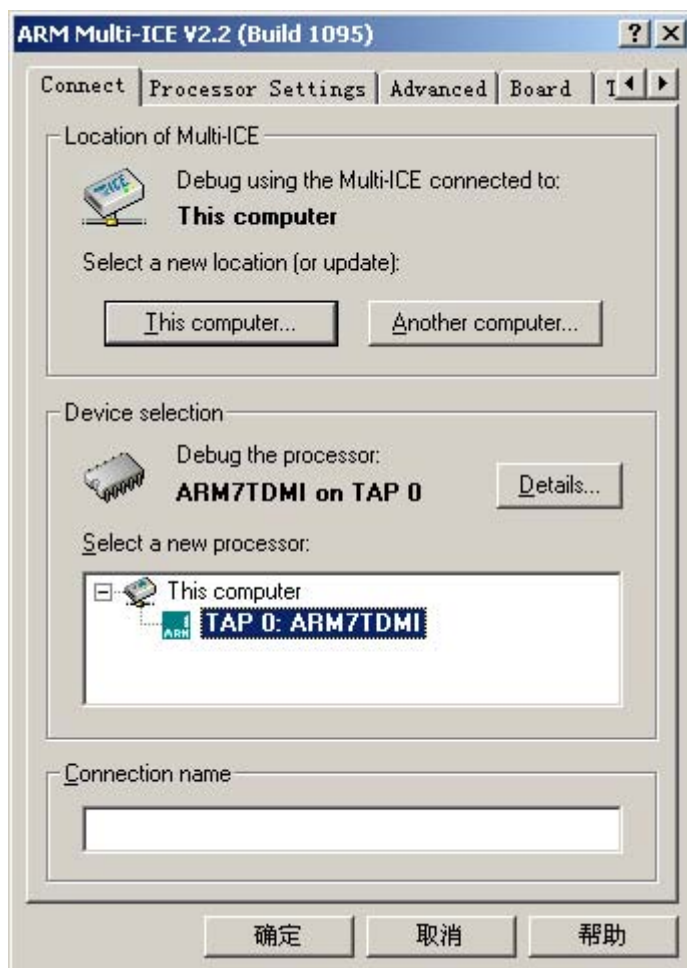 ARM Multi-ICE V2.2 (Build 1095)
Connect Processor Settings Advanced Board
Location of Multi-ICE
Debug using the Multi-ICE connected to:
This computer
Select a new location (or update):
This computer... Another computer...
Device selection
Debug the processor:
ARM7TDMI on TAP 0
Details...
Select a new processor:
This computer
TAP 0: ARM7TDMI
Connection name
确定 取消 帮助